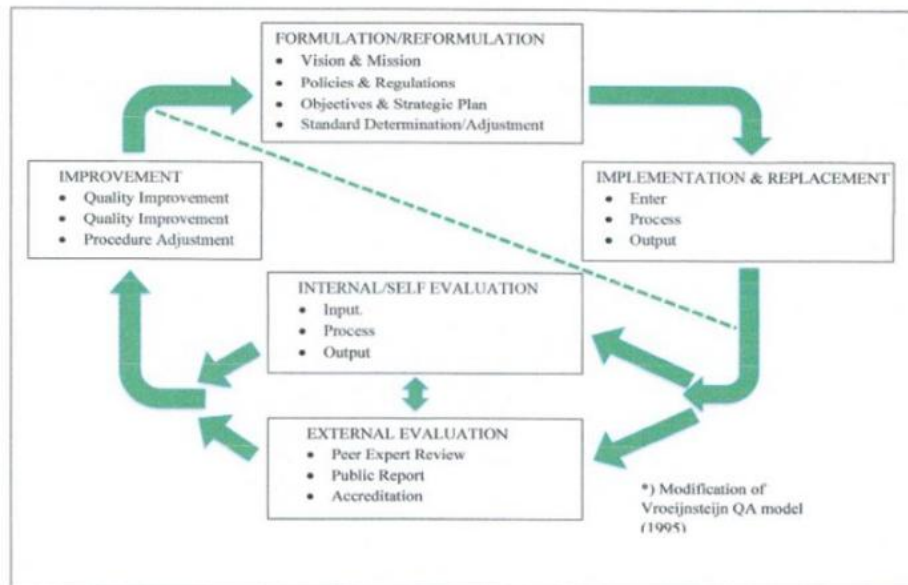 FORMULATION/REFORMULATION
• Vision & Mission
• Policies & Regulations
• Objectives & Strategic Plan
• Standard Determination/Adjustment
IMPROVEMENT
• Quality Improvement
• Quality Improvement
• Procedure Adjustment
IMPLEMENTATION & REPLACEMENT
• Enter
• Process
• Output
INTERNAL/SELF EVALUATION
• Input.
• Process
• Output
EXTERNAL EVALUATION
• Peer Expert Review
• Public Report
• Accreditation
*) Modification of
Vroeijnsteijn QA model
(1995)